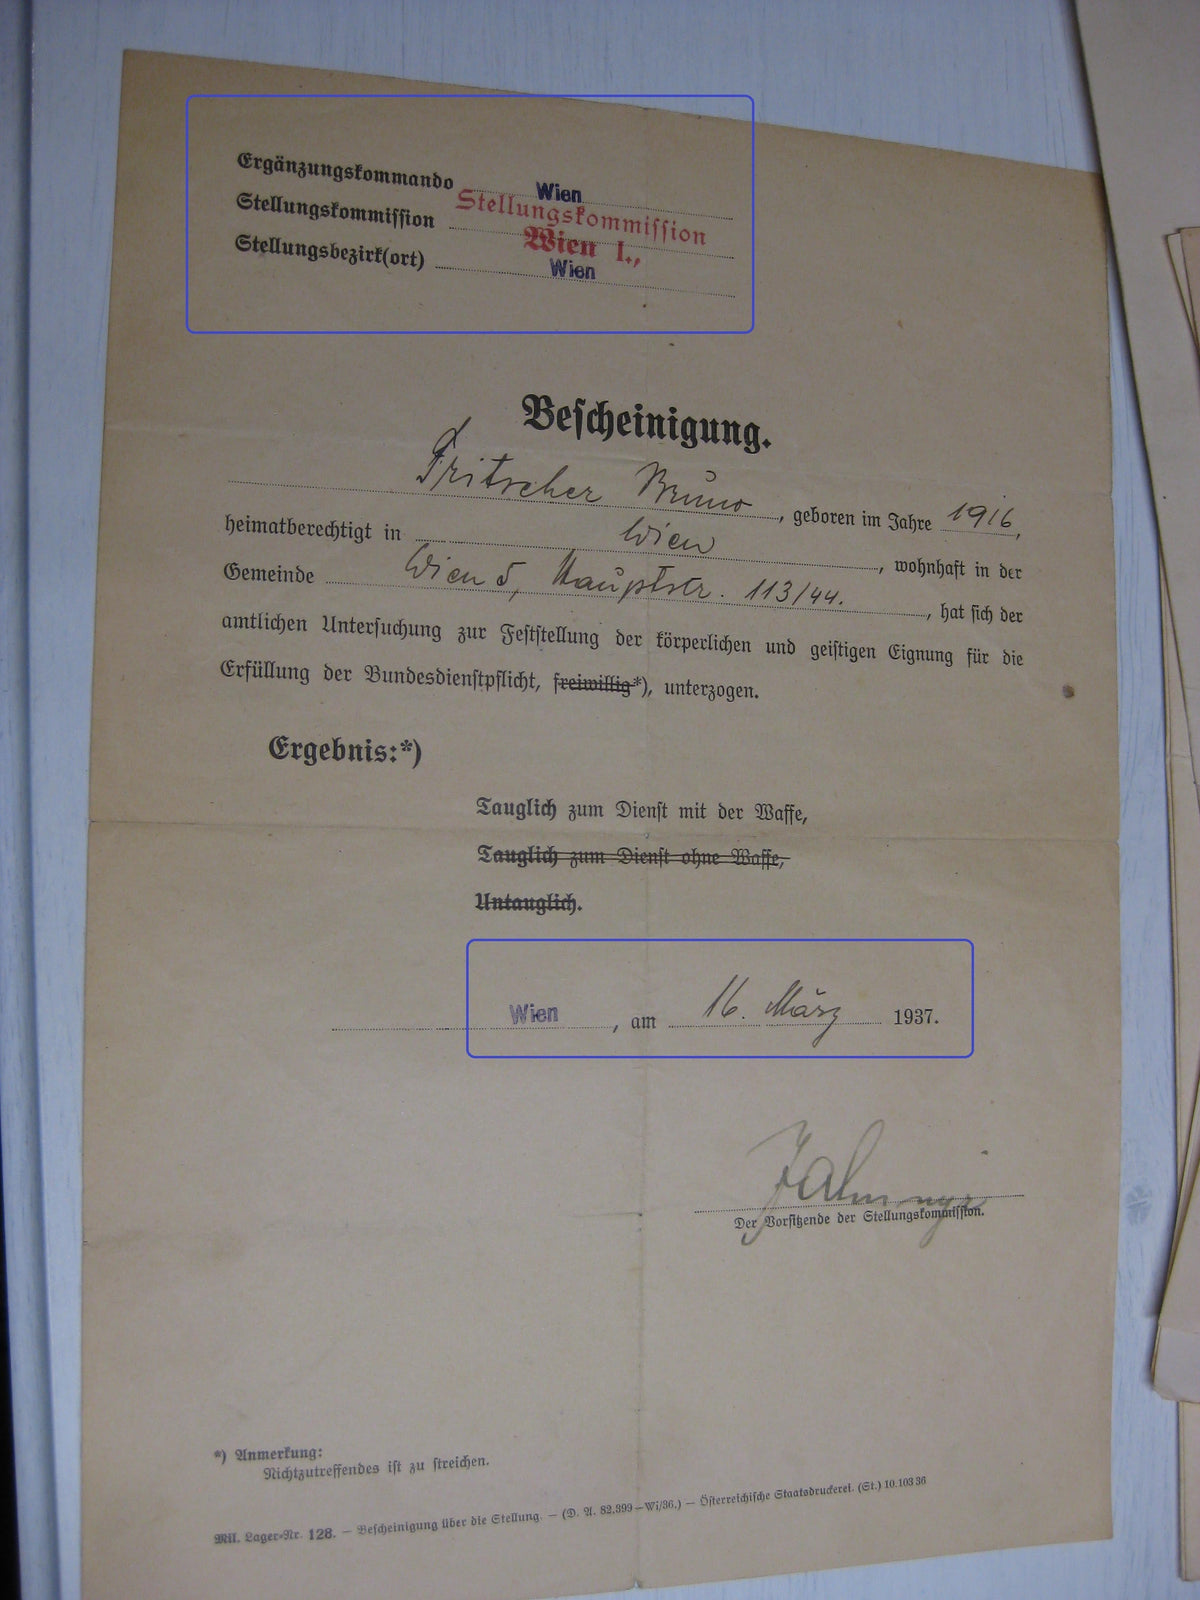 Ergänzungskommando Wien
Stellungskommission Stellungskommission
Wien I.,
Stellungsbezirk(ort) Wien
Bescheinigung.
Fritscher Bruno, geboren im Jahre 1916,
heimatberechtigt in Wien, wohnhaft in der
Gemeinde Wien 5, Hauptstr. 113/44., hat sich der
amtlichen Untersuchung zur Feststellung der körperlichen und geistigen Eignung für die
Erfüllung der Bundesdienstpflicht, freiwillig*), unterzogen.
Ergebnis:*)
Tauglich zum Dienst mit der Waffe,
Tauglich zum Dienst ohne Waffe,
Untauglich.
Wien, am 16. März 1937.
Der Vorsitzende der Stellungskommission.
*) Anmerkung:
Nichtzutreffendes ist zu streichen.
Mil. Lager-Nr. 128. — Bescheinigung über die Stellung. — (D. A. 82.399—Wi/36.) — Österreichische Staatsdruckerei. (St.) 10.103 36